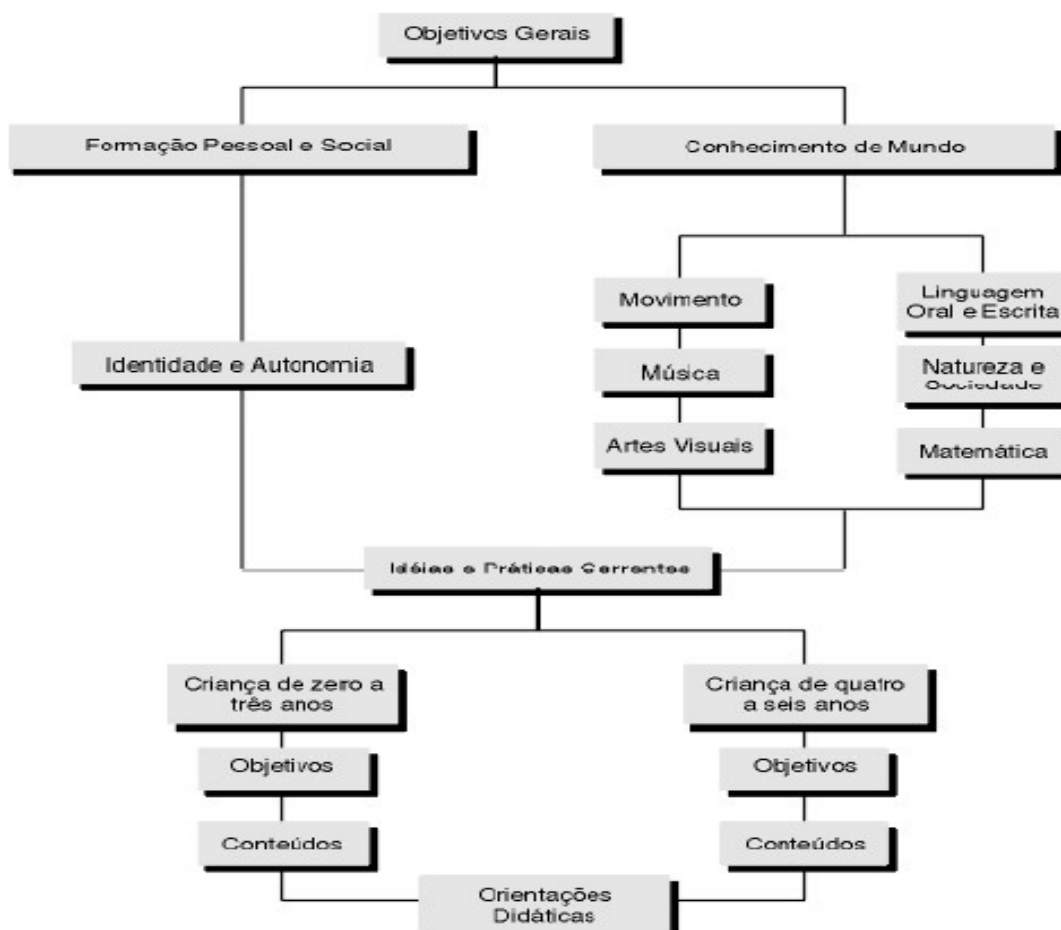 Objetivos Gerais
Formação Pessoal e Social
Conhecimento de Mundo
Movimento
Música
Artes Visuais
Linguagem
Oral e Escrita
Natureza e
Sociedade
Matemática
Identidade e Autonomia
Idéias e Práticas Correntes
Criança de zero a
três anos
Objetivos
Conteúdos
Criança de quatro
a seis anos
Objetivos
Conteúdos
Orientações
Didáticas